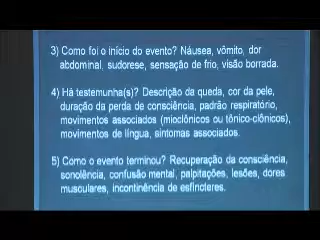 3) Como foi o início do evento? Náusea, vômito, dor
abdominal, sudorese, sensação de frio, visão borrada.
4) Há testemunha(s)? Descrição da queda, cor da pele,
duração da perda de consciência, padrão respiratório,
movimentos associados (mioclônicos ou tônico-clônicos),
movimentos de língua, sintomas associados.
5) Como o evento terminou? Recuperação da consciência,
sonolência, confusão mental, palpitações, lesões, dores
musculares, incontinência de esfíncteres.